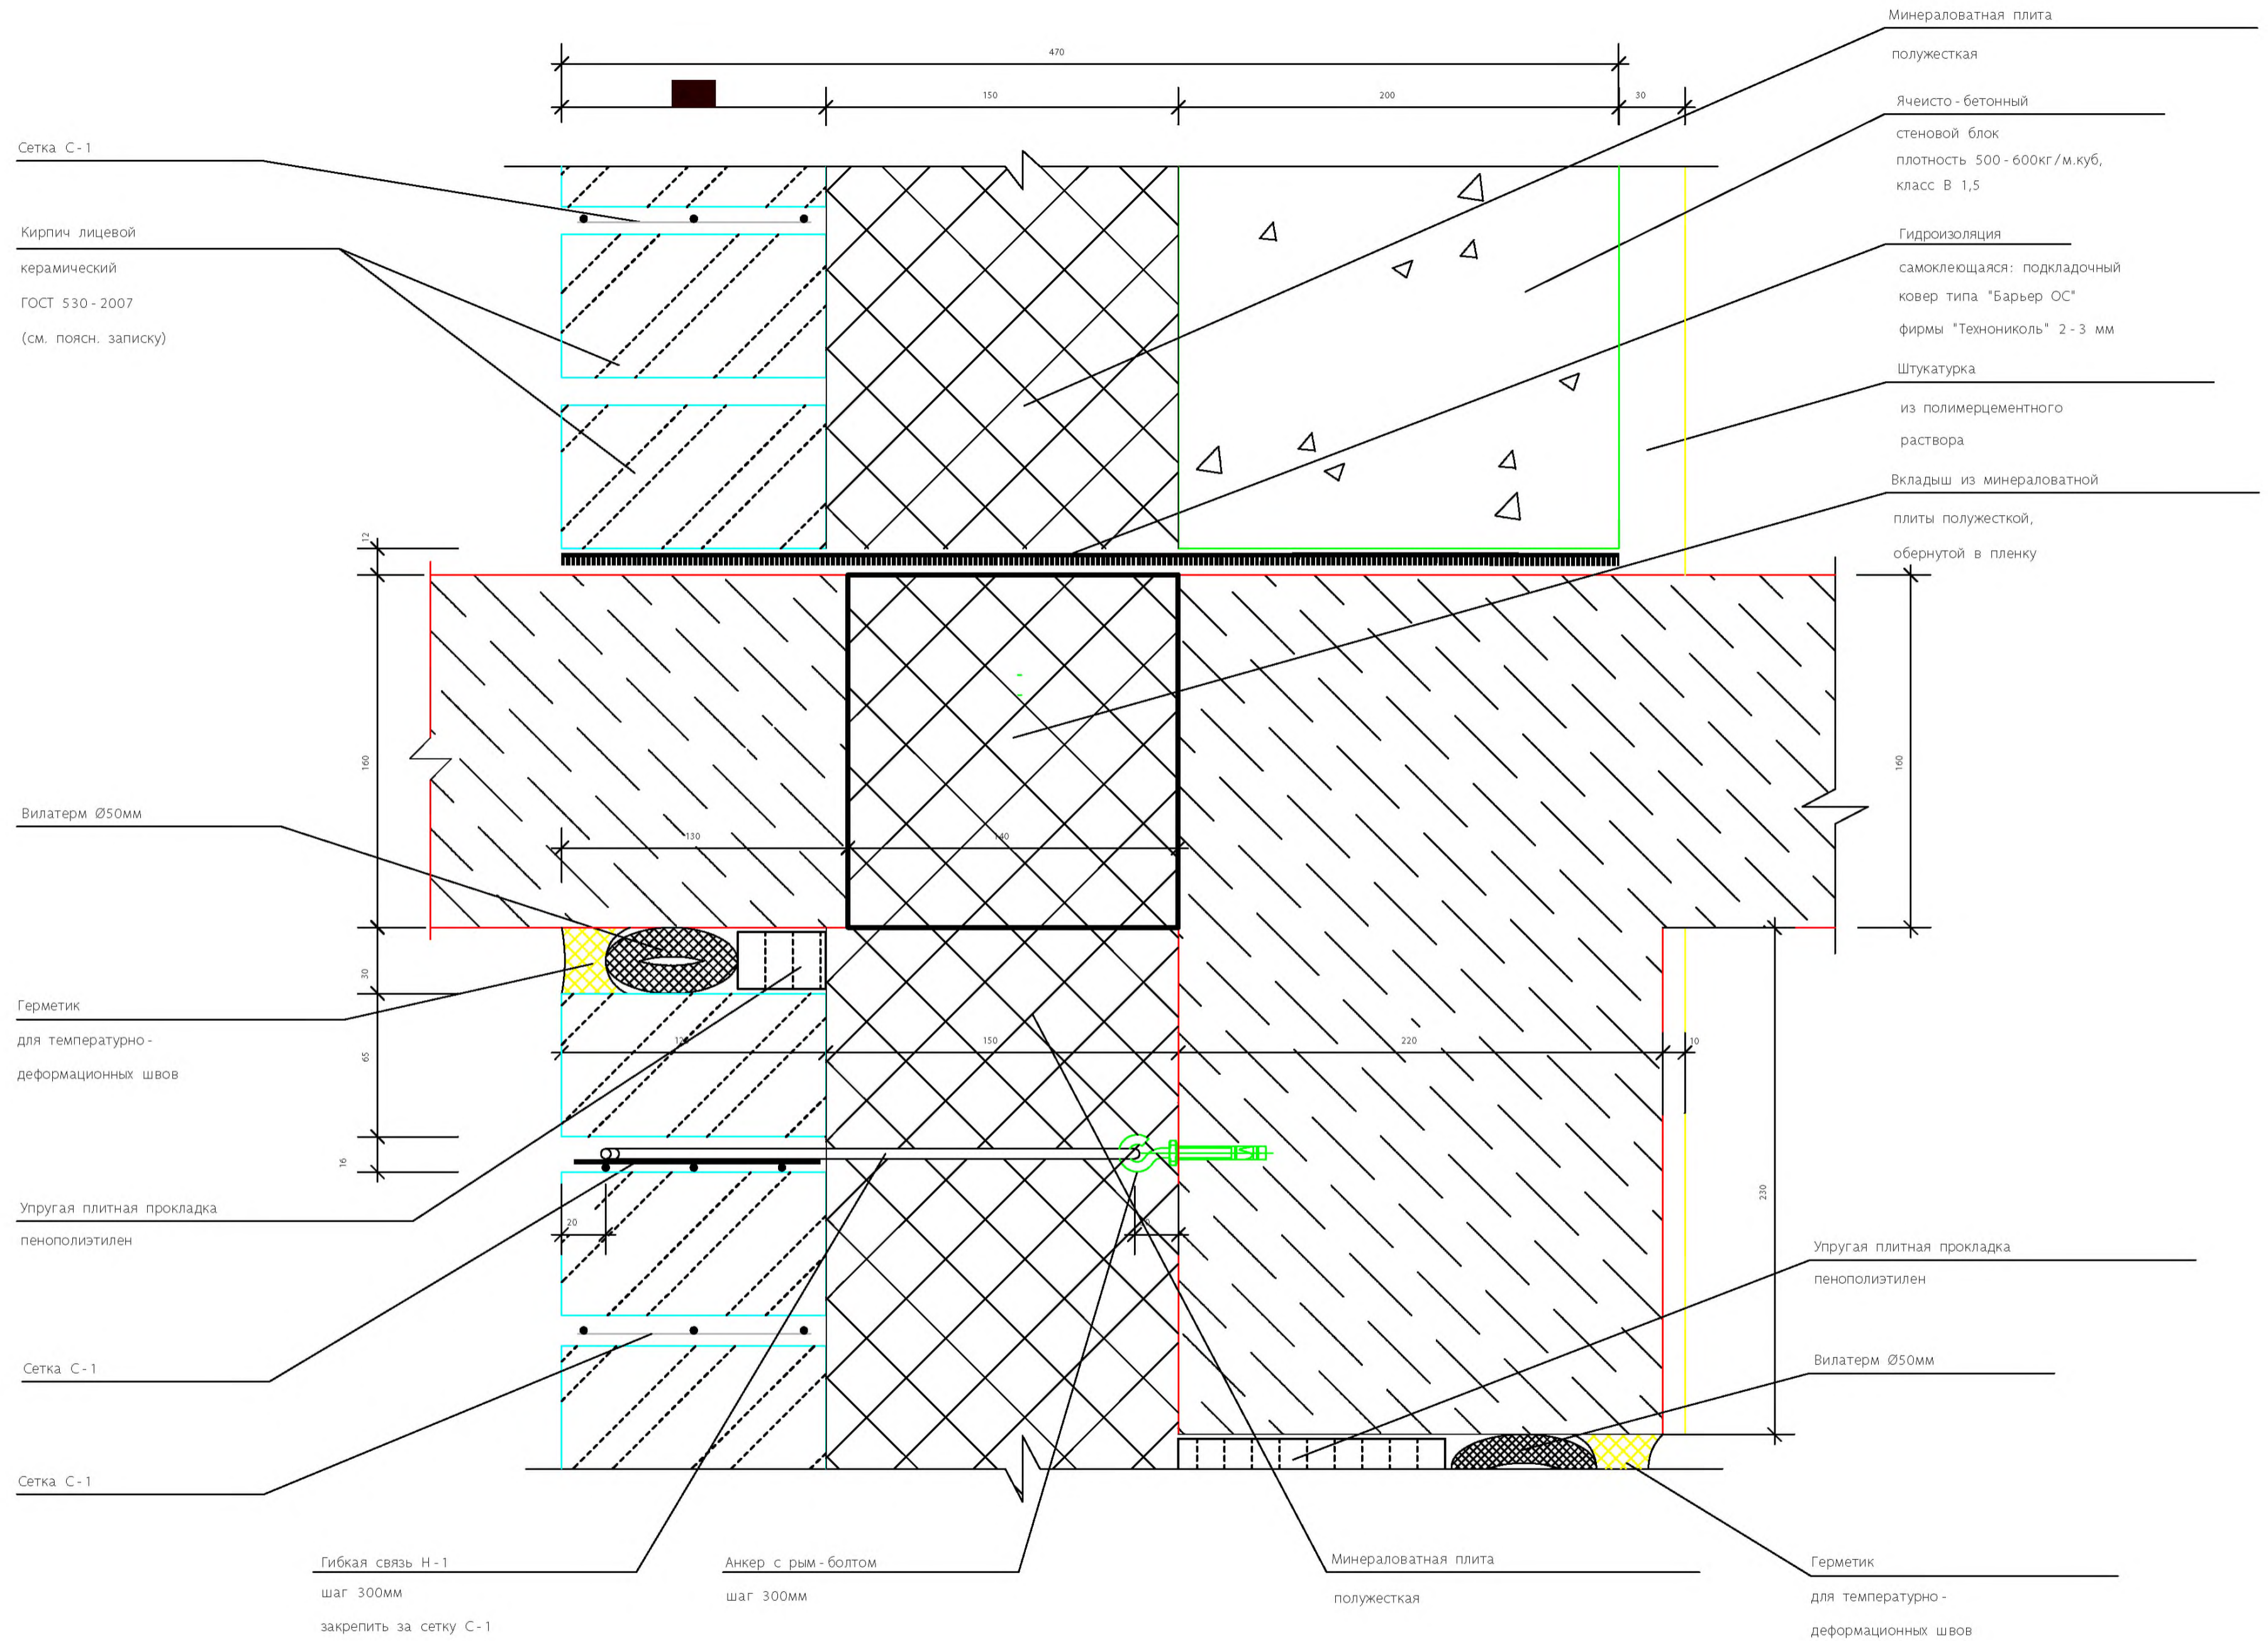 470
150
200
30
Сетка С-1
Кирпич лицевой
керамический
ГОСТ 530-2007
(см. поясн. записку)
Минераловатная плита
полужесткая
Ячеисто-бетонный
стеновой блок
плотность 500-600кг/м.куб,
класс В 1,5
Гидроизоляция
самоклеющаяся: подкладочный
ковер типа "Барьер ОС"
фирмы "Технониколь" 2-3 мм
Штукатурка
из полимерцементного
раствора
Вкладыш из минераловатной
плиты полужесткой,
обернутой в пленку
12
160
160
130
140
Вилатерм Ø50мм
30
Герметик
для температурно-
деформационных швов
65
150
220
10
16
230
20
Упругая плитная прокладка
пенополиэтилен
Сетка С-1
Сетка С-1
Упругая плитная прокладка
пенополиэтилен
Вилатерм Ø50мм
Гибкая связь Н-1
шаг 300мм
закрепить за сетку С-1
Анкер с рым-болтом
шаг 300мм
Минераловатная плита
полужесткая
Герметик
для температурно-
деформационных швов